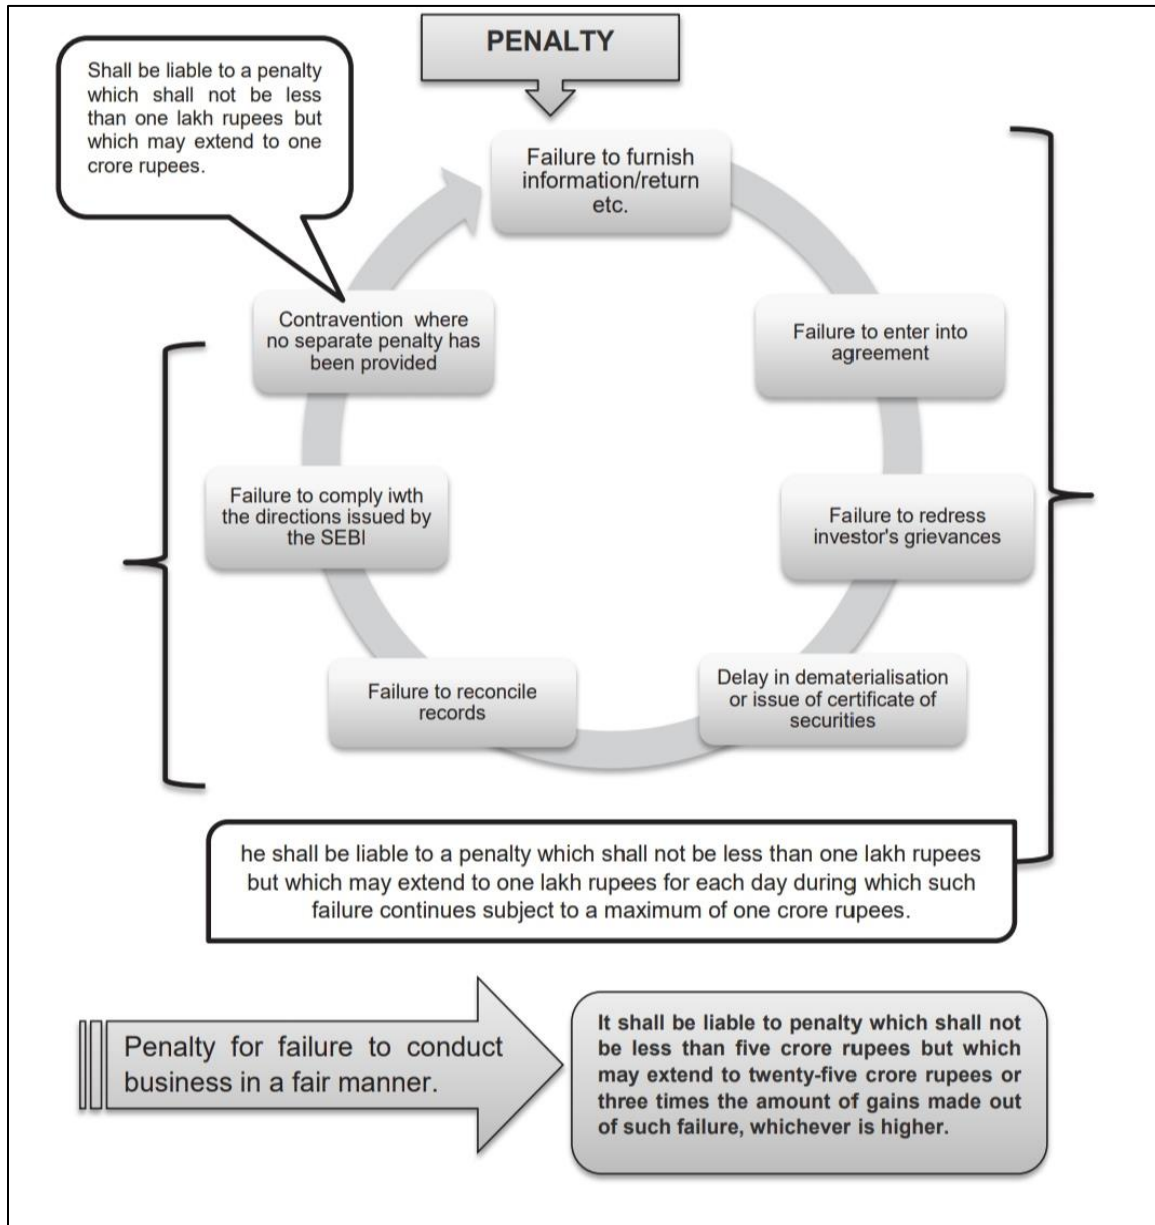 PENALTY
Shall be liable to a penalty
which shall not be less
than one lakh rupees but
which may extend to one
crore rupees.
Failure to furnish
information/return
etc.
Failure to enter into
agreement
Failure to redress
investor's grievances
Delay in dematerialisation
or issue of certificate of
securities
Failure to reconcile
records
Failure to comply iwth
the directions issued by
the SEBI
Contravention where
no separate penalty has
been provided
he shall be liable to a penalty which shall not be less than one lakh rupees
but which may extend to one lakh rupees for each day during which such
failure continues subject to a maximum of one crore rupees.
Penalty for failure to conduct
business in a fair manner.
It shall be liable to penalty which shall not
be less than five crore rupees but which
may extend to twenty-five crore rupees or
three times the amount of gains made out
of such failure, whichever is higher.